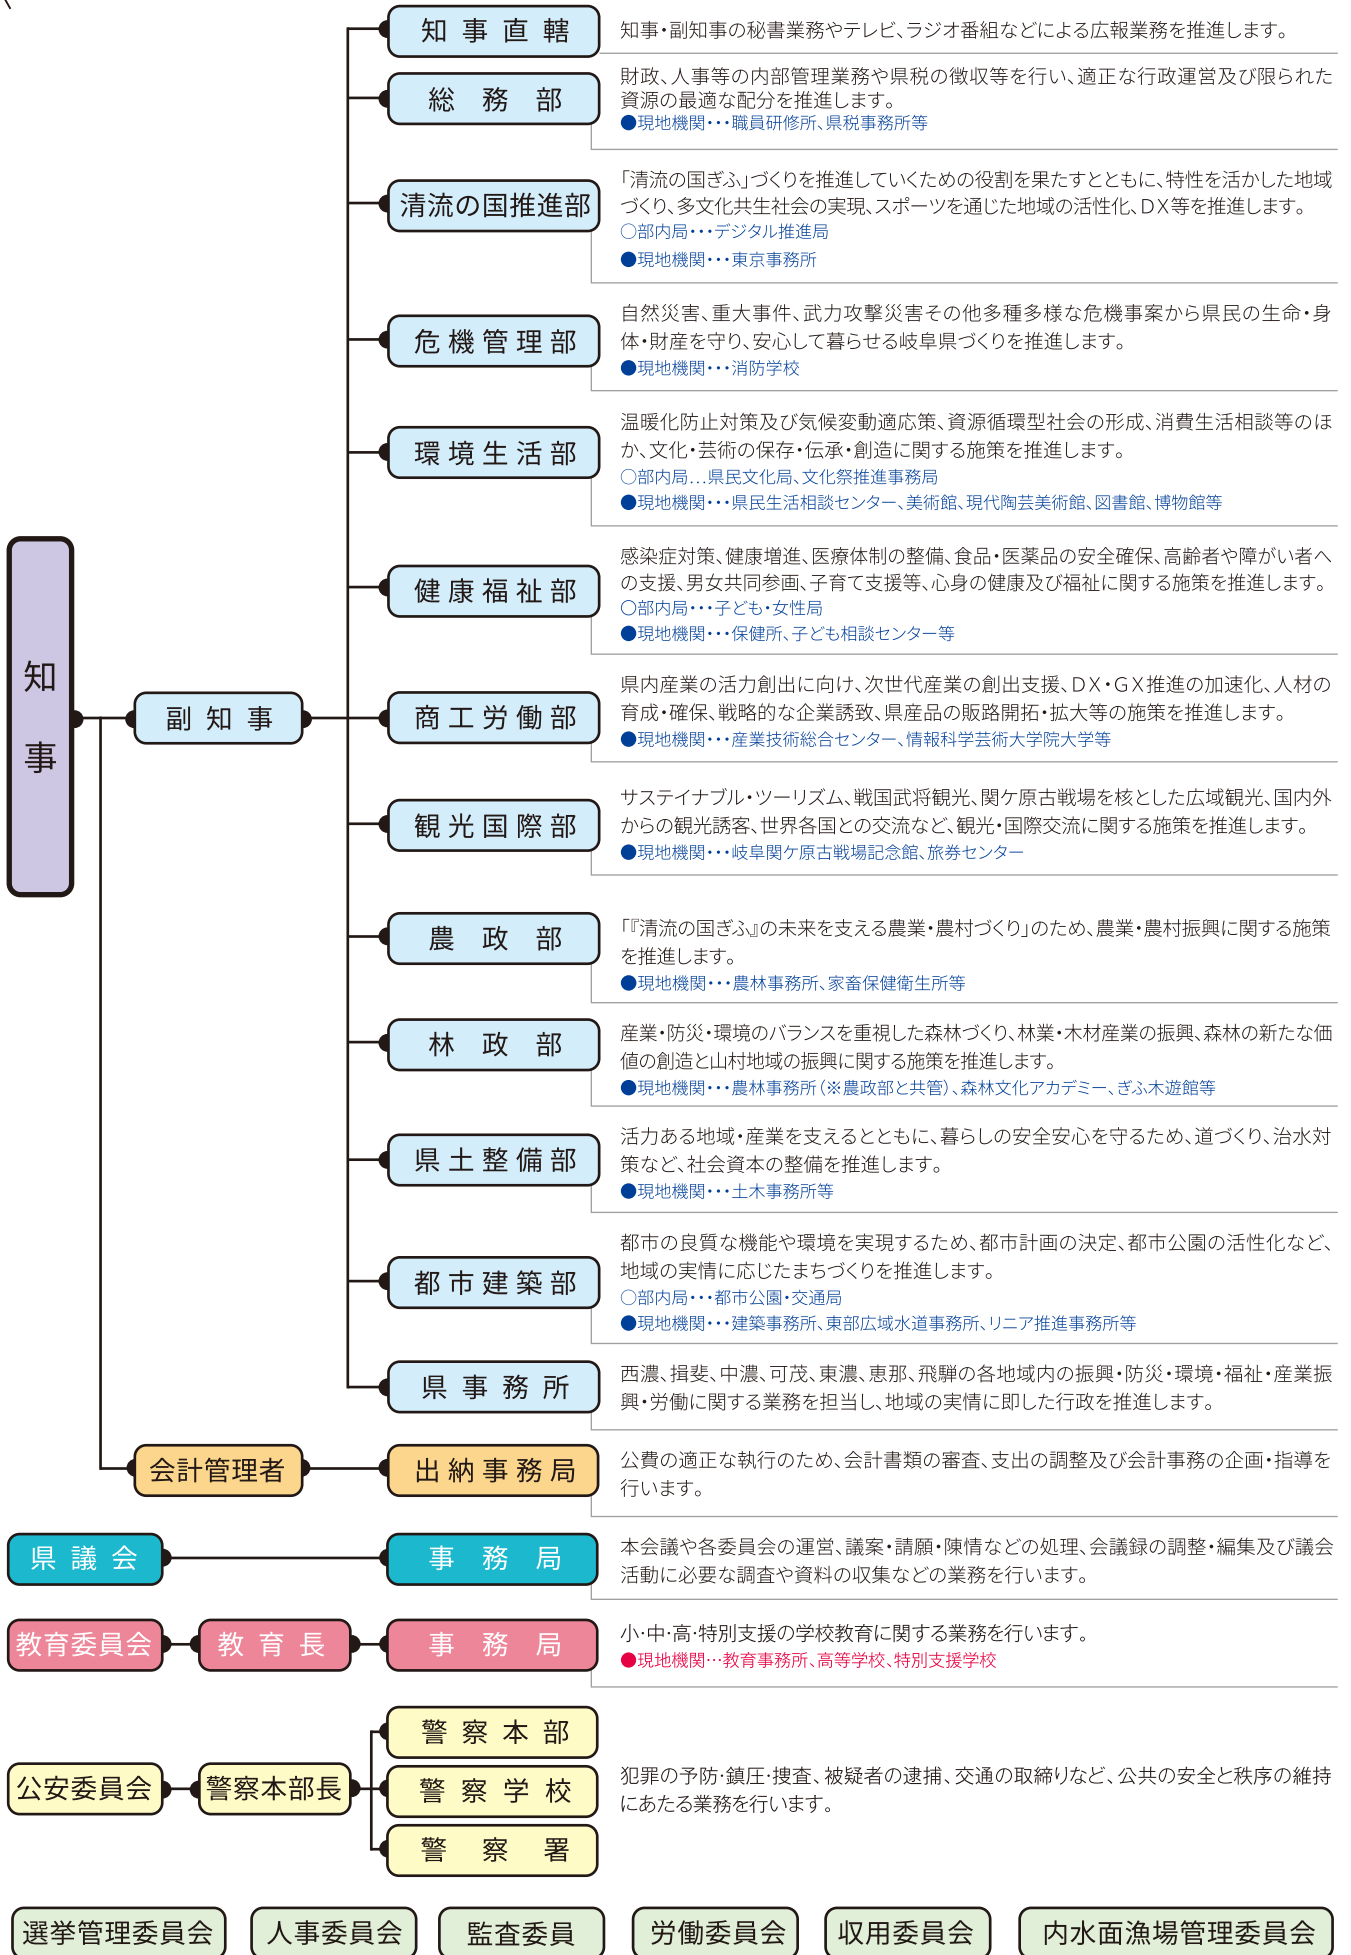 知事直轄
知事・副知事の秘書業務やテレビ、ラジオ番組などによる広報業務を推進します。
総務部
財政、人事等の内部管理業務や県税の徴収等を行い、適正な行政運営及び限られた
資源の最適な配分を推進します。
●現地機関・・・職員研修所、県税事務所等
清流の国推進部
「清流の国ぎふ」づくりを推進していくための役割を果たすとともに、特性を活かした地域
づくり、多文化共生社会の実現、スポーツを通じた地域の活性化、DX等を推進します。
○部内局・・・デジタル推進局
●現地機関・・・東京事務所
危機管理部
自然災害、重大事件、武力攻撃災害その他多種多様な危機事案から県民の生命・身
体・財産を守り、安心して暮らせる岐阜県づくりを推進します。
●現地機関・・・消防学校
環境生活部
温暖化防止対策及び気候変動適応策、資源循環型社会の形成、消費生活相談等のほ
か、文化・芸術の保存・伝承・創造に関する施策を推進します。
○部内局…県民文化局、文化祭推進事務局
●現地機関・・・県民生活相談センター、美術館、現代陶芸美術館、図書館、博物館等
健康福祉部
感染症対策、健康増進、医療体制の整備、食品・医薬品の安全確保、高齢者や障がい者へ
の支援、男女共同参画、子育て支援等、心身の健康及び福祉に関する施策を推進します。
○部内局・・・子ども・女性局
●現地機関・・・保健所、子ども相談センター等
知事
副知事
商工労働部
県内産業の活力創出に向け、次世代産業の創出支援、DX・GX推進の加速化、人材の
育成・確保、戦略的な企業誘致、県産品の販路開拓・拡大等の施策を推進します。
●現地機関・・・産業技術総合センター、情報科学芸術大学院大学等
観光国際部
サステイナブル・ツーリズム、戦国武将観光、関ケ原古戦場を核とした広域観光、国内外
からの観光誘客、世界各国との交流など、観光・国際交流に関する施策を推進します。
●現地機関・・・岐阜関ケ原古戦場記念館、旅券センター
農政部
「『清流の国ぎふ』の未来を支える農業・農村づくり」のため、農業・農村振興に関する施策
を推進します。
●現地機関・・・農林事務所、家畜保健衛生所等
林政部
産業・防災・環境のバランスを重視した森林づくり、林業・木材産業の振興、森林の新たな価
値の創造と山村地域の振興に関する施策を推進します。
●現地機関・・・農林事務所(※農政部と共管)、森林文化アカデミー、ぎふ木遊館等
県土整備部
活力ある地域・産業を支えるとともに、暮らしの安全安心を守るため、道づくり、治水対
策など、社会資本の整備を推進します。
●現地機関・・・土木事務所等
都市建築部
都市の良質な機能や環境を実現するため、都市計画の決定、都市公園の活性化など、
地域の実情に応じたまちづくりを推進します。
○部内局・・・都市公園・交通局
●現地機関・・・建築事務所、東部広域水道事務所、リニア推進事務所等
県事務所
西濃、揖斐、中濃、可茂、東濃、恵那、飛騨の各地域内の振興・防災・環境・福祉・産業振
興・労働に関する業務を担当し、地域の実情に即した行政を推進します。
会計管理者
出納事務局
公費の適正な執行のため、会計書類の審査、支出の調整及び会計事務の企画・指導を
行います。
県議会
事務局
本会議や各委員会の運営、議案・請願・陳情などの処理、会議録の調整・編集及び議会
活動に必要な調査や資料の収集などの業務を行います。
教育委員会
教育長
事務局
小・中・高・特別支援の学校教育に関する業務を行います。
●現地機関…教育事務所、高等学校、特別支援学校
公安委員会
警察本部長
警察本部
警察学校
警察署
犯罪の予防・鎮圧・捜査、被疑者の逮捕、交通の取締りなど、公共の安全と秩序の維持
にあたる業務を行います。
選挙管理委員会
人事委員会
監査委員
労働委員会
収用委員会
内水面漁場管理委員会